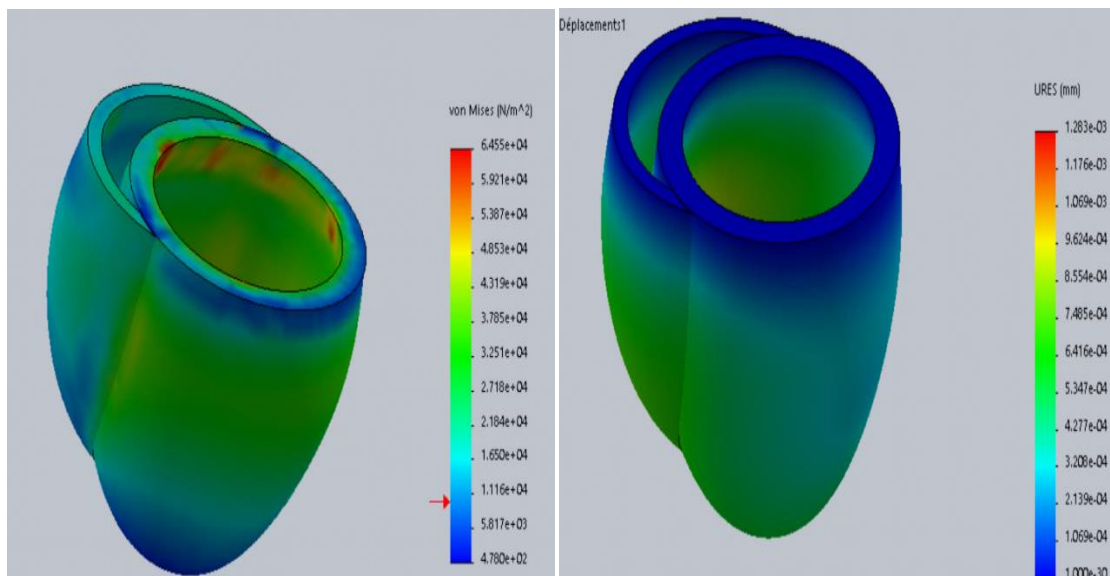 von Mises (N/m^2)
6.455e+04
5.921e+04
5.387e+04
4.853e+04
4.319e+04
3.785e+04
3.251e+04
2.718e+04
2.184e+04
1.650e+04
1.116e+04
5.817e+03
4.780e+02
Déplacements1
URES (mm)
1.283e-03
1.176e-03
1.069e-03
9.624e-04
8.554e-04
7.485e-04
6.416e-04
5.347e-04
4.277e-04
3.208e-04
2.139e-04
1.069e-04
1.000e-30